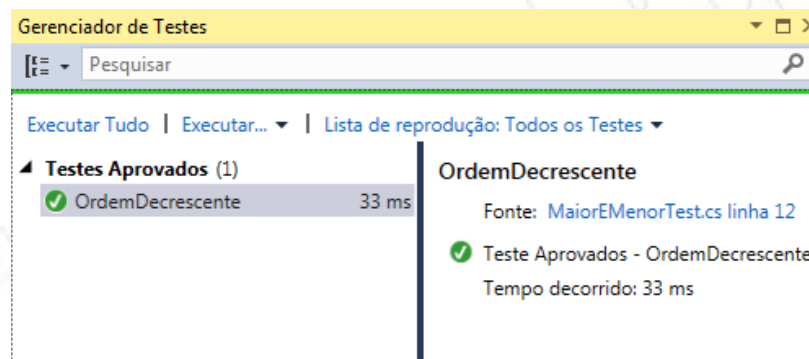 Gerenciador de Testes
Pesquisar
Executar Tudo | Executar... | Lista de reprodução: Todos os Testes
Testes Aprovados (1)
OrdemDecrescente 33 ms
OrdemDecrescente
Fonte: MaiorEMenorTest.cs linha 12
Teste Aprovados - OrdemDecrescente
Tempo decorrido: 33 ms